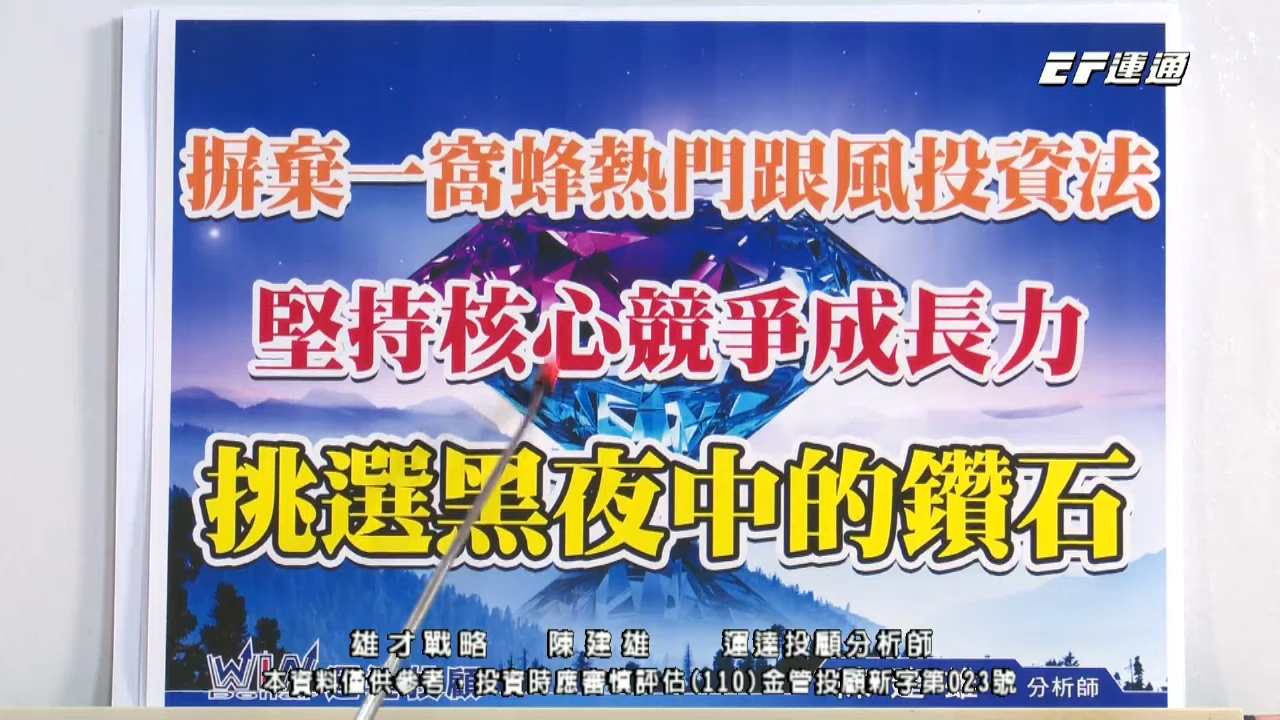 EF運通
摒棄一窩蜂熱門跟風投資法
堅持核心競爭成長力
挑選黑夜中的鑽石
雄才戰略 陳建雄 運達投顧分析師
本資料僅供參考，投資時應審慎評估(110)金管投顧新字第023號
分析師